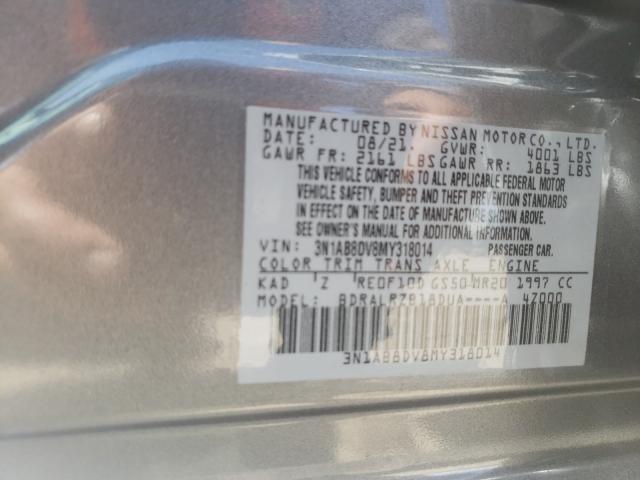 MANUFACTURED BY NISSAN MOTOR CO., LTD.
DATE: 08/21. GVWR: 4001 LBS
GAWR FR: 2161 LBS GAWR RR: 1863 LBS
THIS VEHICLE CONFORMS TO ALL APPLICABLE FEDERAL MOTOR
VEHICLE SAFETY, BUMPER AND THEFT PREVENTION STANDARDS
IN EFFECT ON THE DATE OF MANUFACTURE SHOWN ABOVE.
SEE OWNER'S MANUAL FOR ADDITIONAL INFORMATION.
VIN: 3N1AB8DV8MY318014 PASSENGER CAR.
COLOR TRIM TRANS AXLE ENGINE
KAD Z RE0F10D GS50 MR20 1997 CC
MODEL: BDRALRZB18DUA----A 47000
3N1AB8DV8MY318014